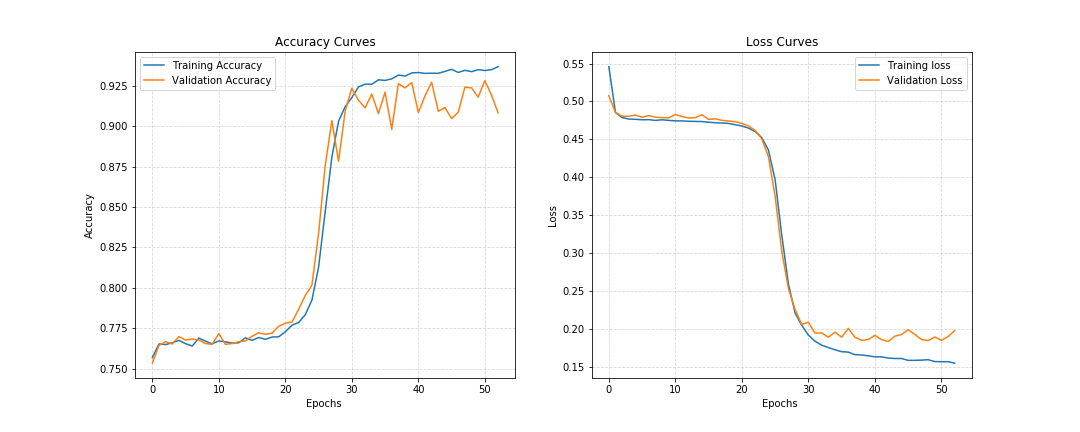 Accuracy Curves
Training Accuracy
Validation Accuracy
0.925
0.900
0.875
0.850
0.825
0.800
0.775
0.750
Accuracy
0 10 20 30 40 50
Epochs
Loss Curves
Training loss
Validation Loss
0.55
0.50
0.45
0.40
0.35
0.30
0.25
0.20
0.15
Loss
0 10 20 30 40 50
Epochs